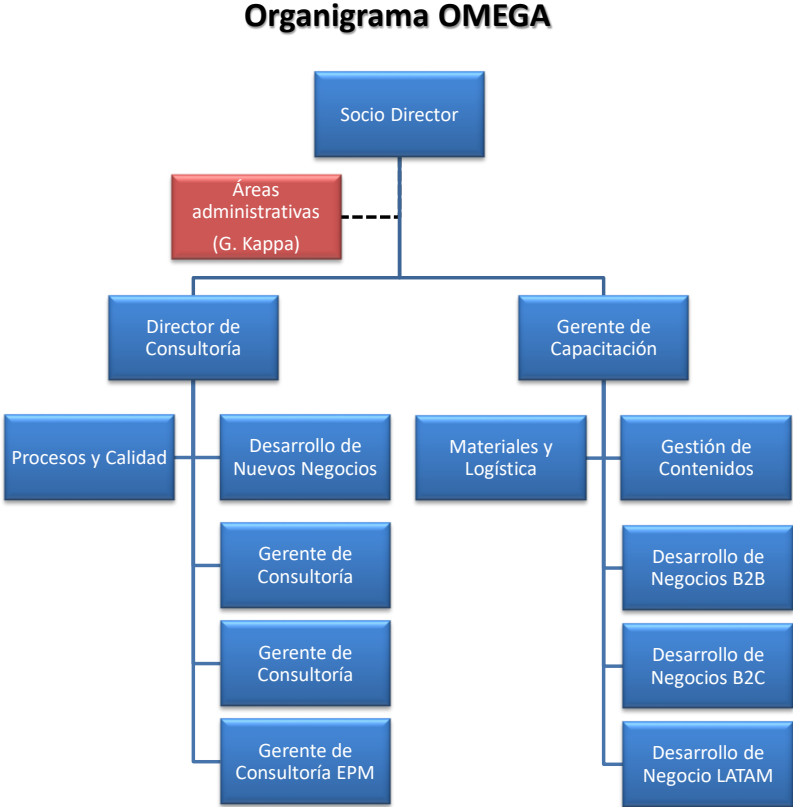 Organigrama OMEGA
Socio Director
Áreas
administrativas
(G. Kappa)
Director de
Consultoría
Gerente de
Capacitación
Procesos y Calidad
Desarrollo de
Nuevos Negocios
Materiales y
Logística
Gestión de
Contenidos
Gerente de
Consultoría
Desarrollo de
Negocios B2B
Gerente de
Consultoría
Desarrollo de
Negocios B2C
Gerente de
Consultoría EPM
Desarrollo de
Negocio LATAM